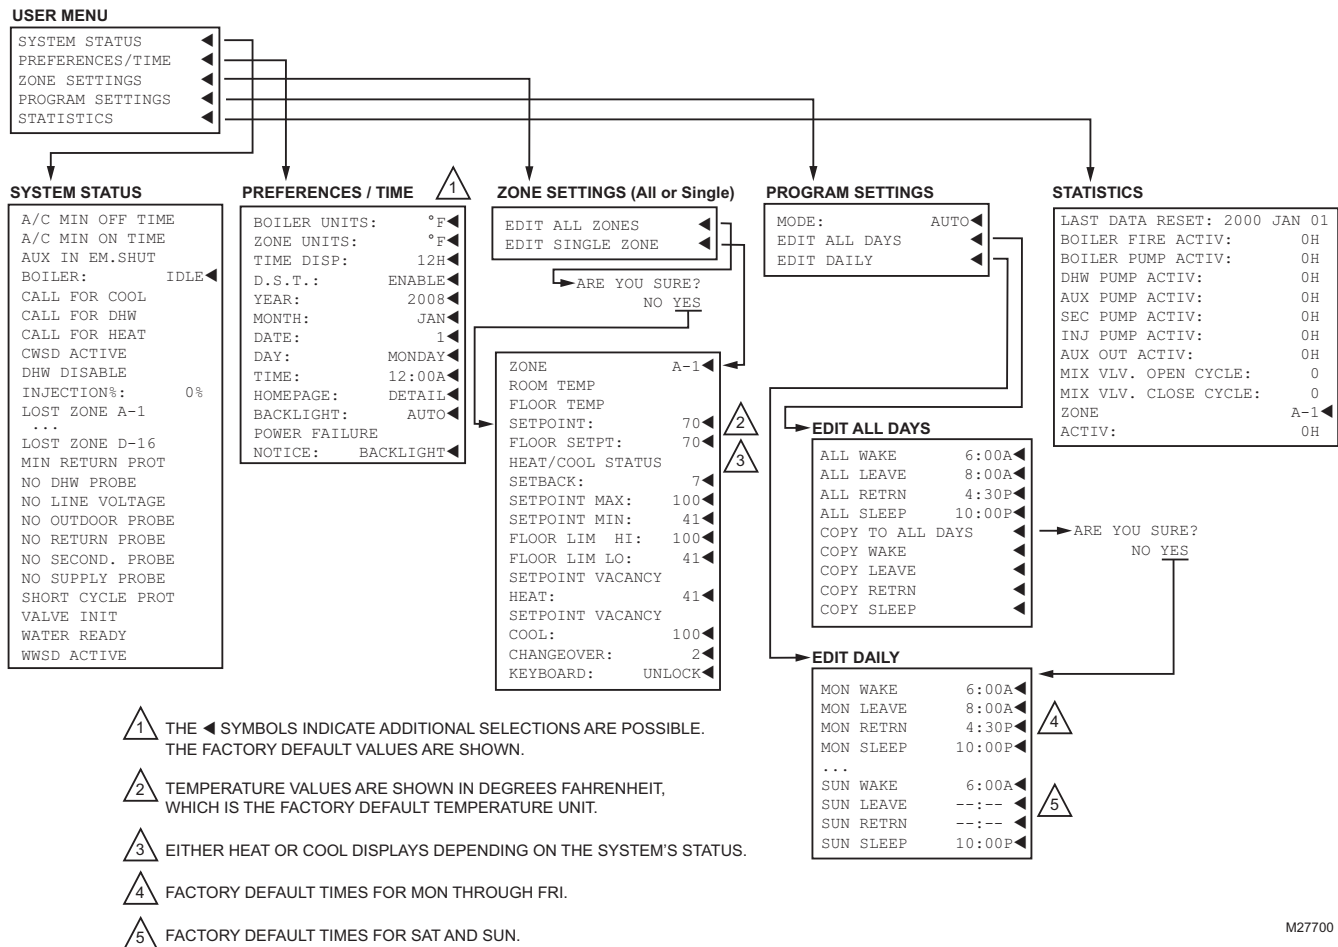 USER MENU
SYSTEM STATUS ◀
PREFERENCES/TIME ◀
ZONE SETTINGS ◀
PROGRAM SETTINGS ◀
STATISTICS ◀
SYSTEM STATUS
A/C MIN OFF TIME
A/C MIN ON TIME
AUX IN EM.SHUT
BOILER: IDLE◀
CALL FOR COOL
CALL FOR DHW
CALL FOR HEAT
CWSD ACTIVE
DHW DISABLE
INJECTION%: 0%
LOST ZONE A-1
...
LOST ZONE D-16
MIN RETURN PROT
NO DHW PROBE
NO LINE VOLTAGE
NO OUTDOOR PROBE
NO RETURN PROBE
NO SECOND. PROBE
NO SUPPLY PROBE
SHORT CYCLE PROT
VALVE INIT
WATER READY
WWSD ACTIVE
PREFERENCES / TIME
1
BOILER UNITS: °F◀
ZONE UNITS: °F◀
TIME DISP: 12H◀
D.S.T.: ENABLE◀
YEAR: 2008◀
MONTH: JAN◀
DATE: 1◀
DAY: MONDAY◀
TIME: 12:00A◀
HOMEPAGE: DETAIL◀
BACKLIGHT: AUTO◀
POWER FAILURE
NOTICE: BACKLIGHT◀
ZONE SETTINGS (All or Single)
EDIT ALL ZONES ◀
EDIT SINGLE ZONE ◀
ARE YOU SURE?
NO YES
ZONE A-1◀
ROOM TEMP
FLOOR TEMP
SETPOINT: 70◀
2
FLOOR SETPT: 70◀
HEAT/COOL STATUS
3
SETBACK: 7◀
SETPOINT MAX: 100◀
SETPOINT MIN: 41◀
FLOOR LIM HI: 100◀
FLOOR LIM LO: 41◀
SETPOINT VACANCY
HEAT: 41◀
SETPOINT VACANCY
COOL: 100◀
CHANGEOVER: 2◀
KEYBOARD: UNLOCK◀
PROGRAM SETTINGS
MODE: AUTO◀
EDIT ALL DAYS ◀
EDIT DAILY ◀
EDIT ALL DAYS
ALL WAKE 6:00A◀
ALL LEAVE 8:00A◀
ALL RETRN 4:30P◀
ALL SLEEP 10:00P◀
COPY TO ALL DAYS ◀
COPY WAKE ◀
COPY LEAVE ◀
COPY RETRN ◀
COPY SLEEP ◀
ARE YOU SURE?
NO YES
EDIT DAILY
MON WAKE 6:00A◀
MON LEAVE 8:00A◀
MON RETRN 4:30P◀
4
MON SLEEP 10:00P◀
...
SUN WAKE 6:00A◀
SUN LEAVE --:-- ◀
5
SUN RETRN --:-- ◀
SUN SLEEP 10:00P◀
STATISTICS
LAST DATA RESET: 2000 JAN 01
BOILER FIRE ACTIV: 0H
BOILER PUMP ACTIV: 0H
DHW PUMP ACTIV: 0H
AUX PUMP ACTIV: 0H
SEC PUMP ACTIV: 0H
INJ PUMP ACTIV: 0H
AUX OUT ACTIV: 0H
MIX VLV. OPEN CYCLE: 0
MIX VLV. CLOSE CYCLE: 0
ZONE A-1◀
ACTIV: 0H
1 THE ◀ SYMBOLS INDICATE ADDITIONAL SELECTIONS ARE POSSIBLE.
THE FACTORY DEFAULT VALUES ARE SHOWN.
2 TEMPERATURE VALUES ARE SHOWN IN DEGREES FAHRENHEIT,
WHICH IS THE FACTORY DEFAULT TEMPERATURE UNIT.
3 EITHER HEAT OR COOL DISPLAYS DEPENDING ON THE SYSTEM'S STATUS.
4 FACTORY DEFAULT TIMES FOR MON THROUGH FRI.
5 FACTORY DEFAULT TIMES FOR SAT AND SUN.
M27700